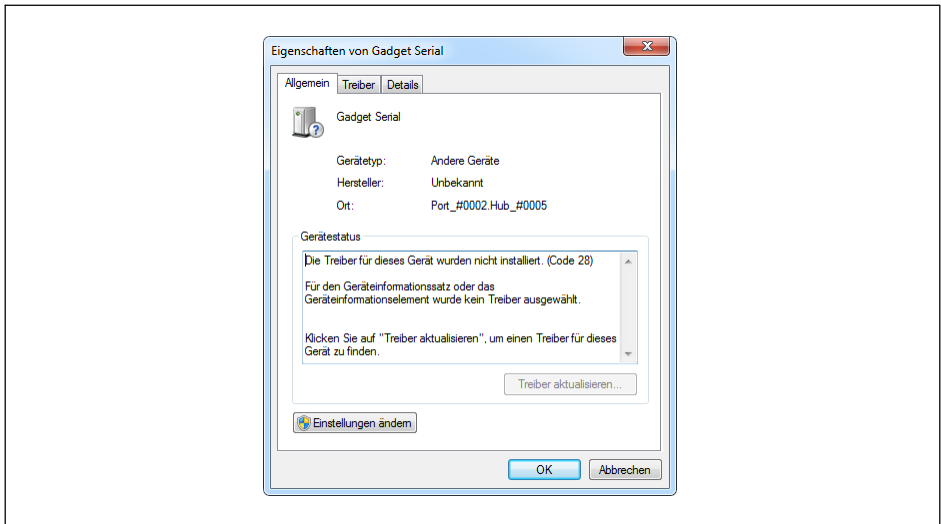 Eigenschaften von Gadget Serial
Allgemein Treiber Details
Gadget Serial
Gerätetyp: Andere Geräte
Hersteller: Unbekannt
Ort: Port_#0002.Hub_#0005
Gerätestatus
Die Treiber für dieses Gerät wurden nicht installiert. (Code 28)
Für den Geräteinformationssatz oder das
Geräteinformationselement wurde kein Treiber ausgewählt.
Klicken Sie auf "Treiber aktualisieren", um einen Treiber für dieses
Gerät zu finden.
Treiber aktualisieren...
Einstellungen ändern
OK Abbrechen